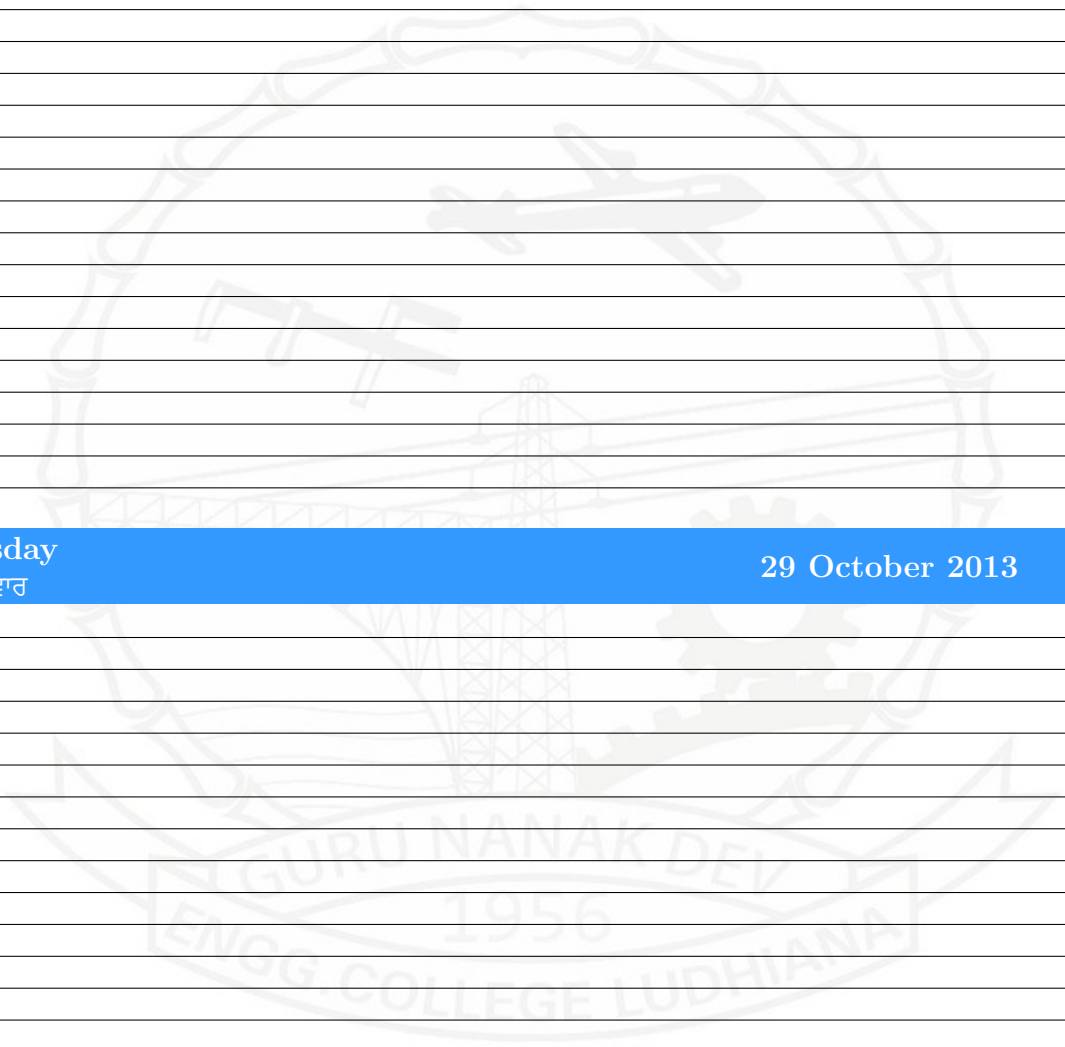 sday
ਵਾਰ
29 October 2013
GURU NANAK DEV
1956
ENGG. COLLEGE LUDHIANA